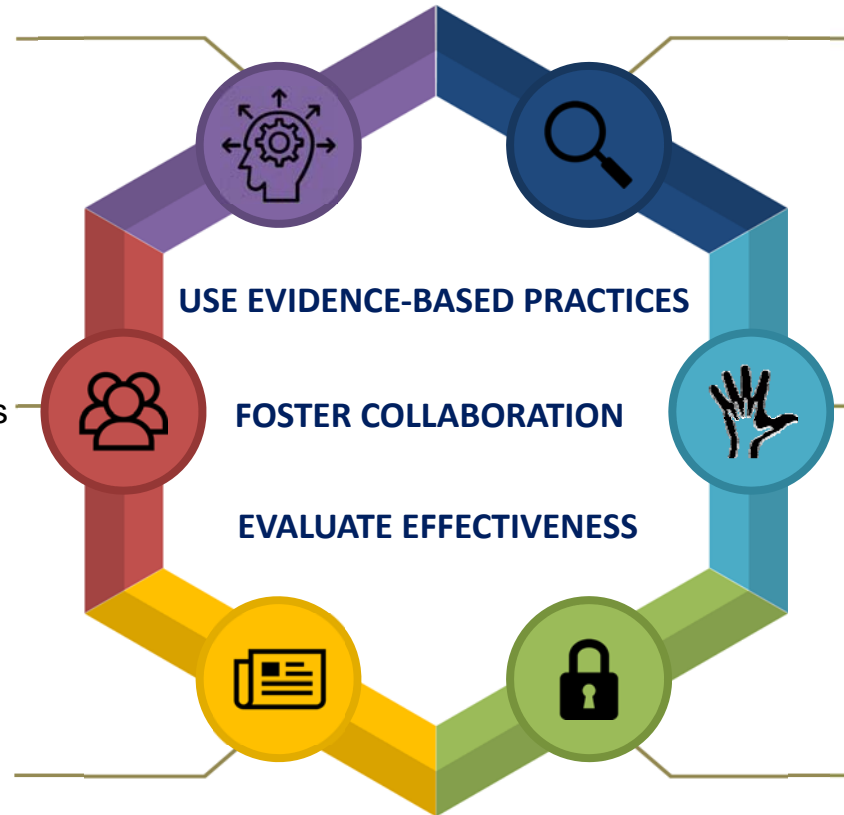 USE EVIDENCE-BASED PRACTICES
s FOSTER COLLABORATION
EVALUATE EFFECTIVENESS